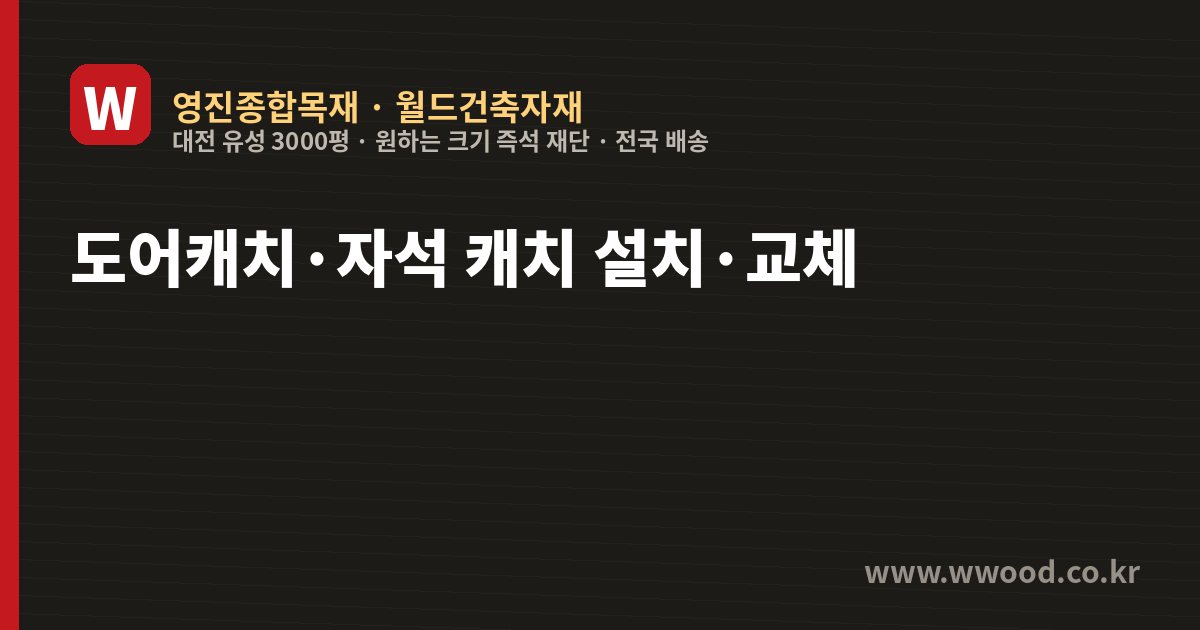 W
영진종합목재 · 월드건축자재
대전 유성 3000평 · 원하는 크기 즉석 재단 · 전국 배송
도어캐치·자석 캐치 설치·교체
www.wwood.co.kr